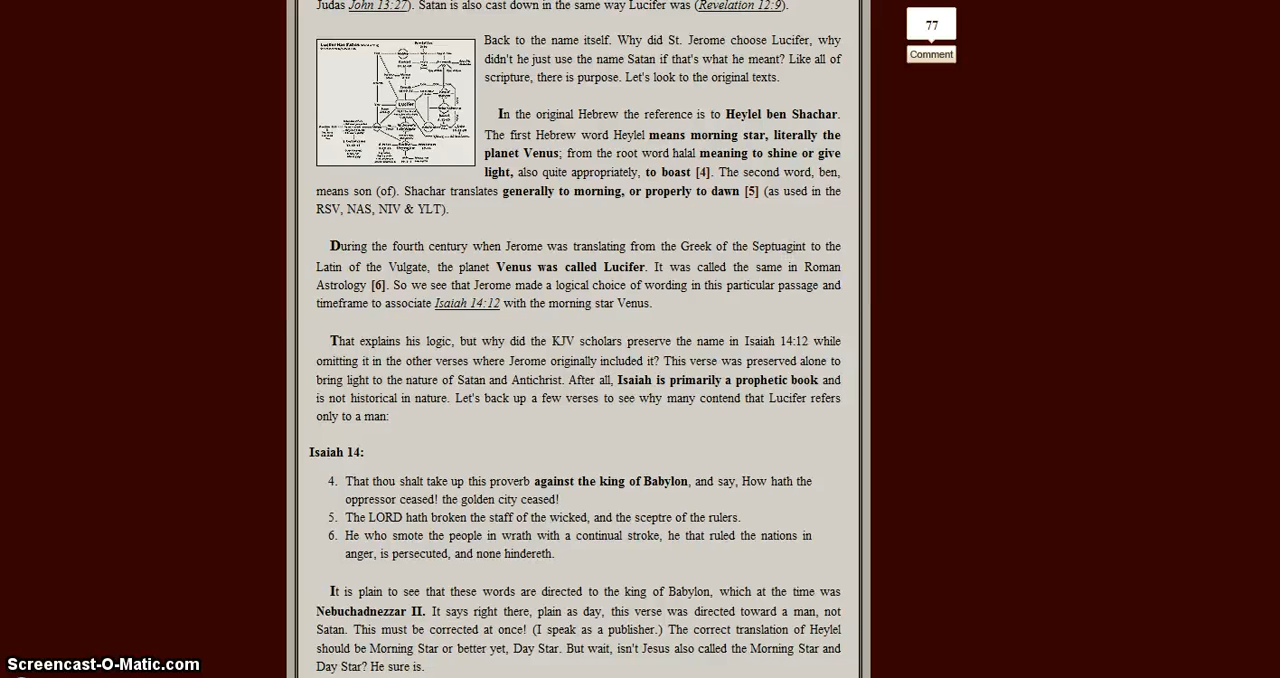 Judas John 13:27). Satan is also cast down in the same way Lucifer was (Revelation 12:9).
77
Comment
Lucifer
Back to the name itself. Why did St. Jerome choose Lucifer, why
didn't he just use the name Satan if that's what he meant? Like all of
scripture, there is purpose. Let's look to the original texts.
In the original Hebrew the reference is to Heylel ben Shachar.
The first Hebrew word Heylel means morning star, literally the
planet Venus; from the root word halal meaning to shine or give
light, also quite appropriately, to boast [4]. The second word, ben,
means son (of). Shachar translates generally to morning, or properly to dawn [5] (as used in the
RSV, NAS, NIV & YLT).
During the fourth century when Jerome was translating from the Greek of the Septuagint to the
Latin of the Vulgate, the planet Venus was called Lucifer. It was called the same in Roman
Astrology [6]. So we see that Jerome made a logical choice of wording in this particular passage and
timeframe to associate Isaiah 14:12 with the morning star Venus.
That explains his logic, but why did the KJV scholars preserve the name in Isaiah 14:12 while
omitting it in the other verses where Jerome originally included it? This verse was preserved alone to
bring light to the nature of Satan and Antichrist. After all, Isaiah is primarily a prophetic book and
is not historical in nature. Let's back up a few verses to see why many contend that Lucifer refers
only to a man:
Isaiah 14:
4. That thou shalt take up this proverb against the king of Babylon, and say, How hath the
oppressor ceased! the golden city ceased!
5. The LORD hath broken the staff of the wicked, and the sceptre of the rulers.
6. He who smote the people in wrath with a continual stroke, he that ruled the nations in
anger, is persecuted, and none hindereth.
It is plain to see that these words are directed to the king of Babylon, which at the time was
Nebuchadnezzar II. It says right there, plain as day, this verse was directed toward a man, not
Satan. This must be corrected at once! (I speak as a publisher.) The correct translation of Heylel
should be Morning Star or better yet, Day Star. But wait, isn't Jesus also called the Morning Star and
Day Star? He sure is.
Screencast-O-Matic.com